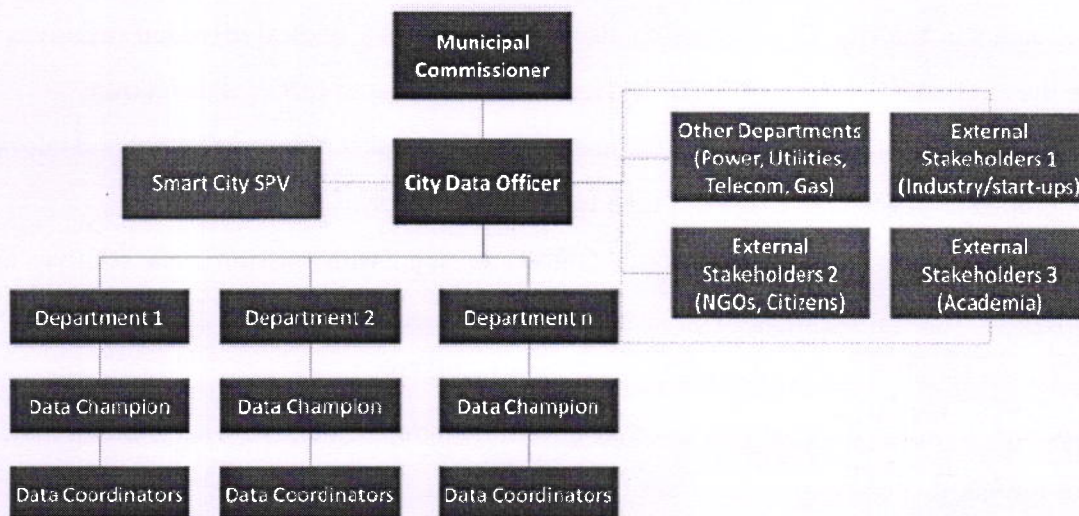 Municipal
Commissioner
Smart City SPV
City Data Officer
Other Departments
(Power, Utilities,
Telecom, Gas)
External
Stakeholders 1
(Industry/start-ups)
External
Stakeholders 2
(NGOs, Citizens)
External
Stakeholders 3
(Academia)
Department 1
Department 2
Department n
Data Champion
Data Champion
Data Champion
Data Coordinators
Data Coordinators
Data Coordinators